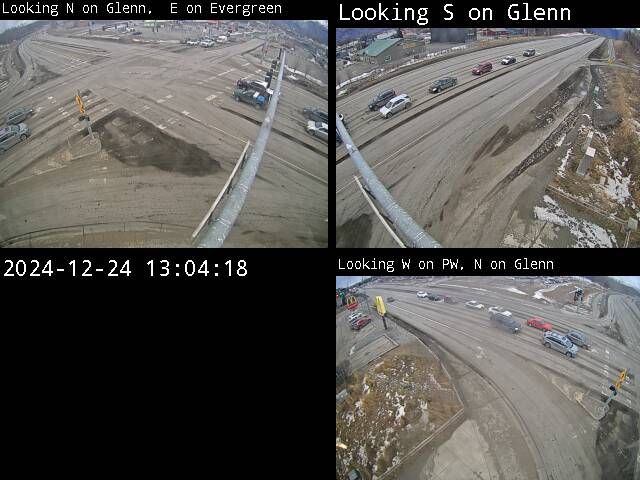 Looking N on Glenn,  E on Evergreen
Looking S on Glenn
2024-12-24 13:04:18
Looking W on PW, N on Glenn